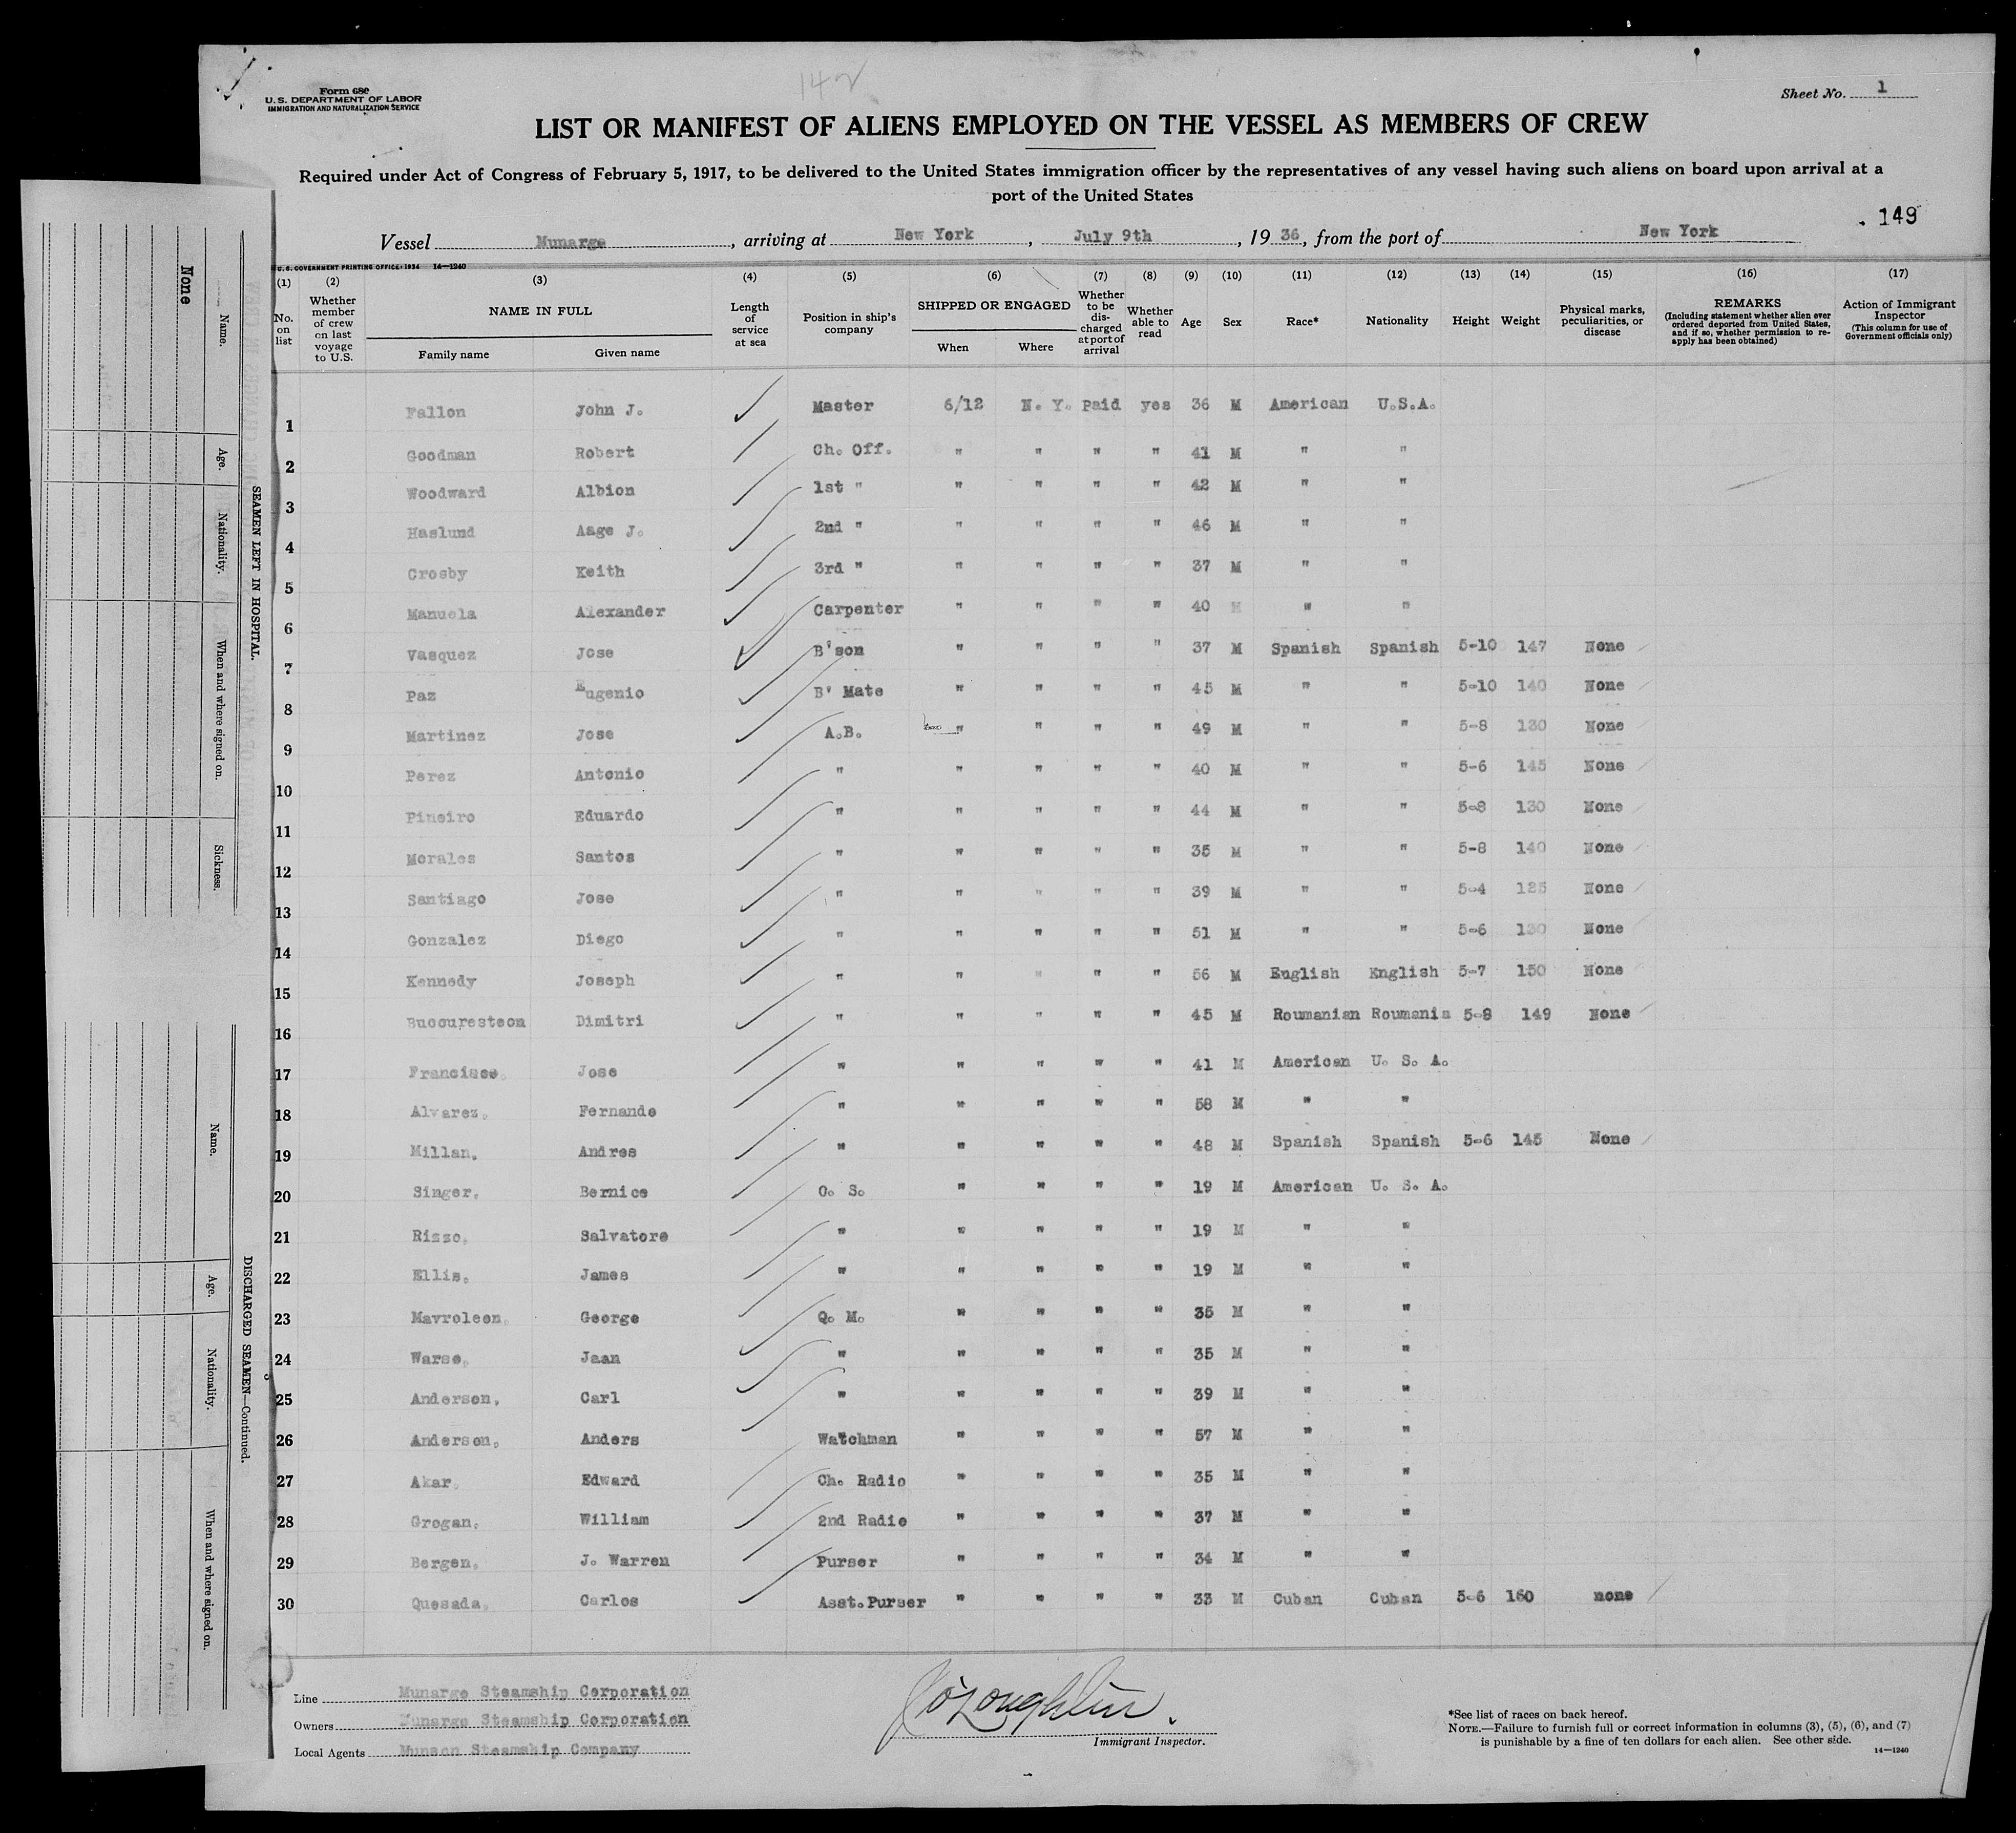 142
Form 680
U. S. DEPARTMENT OF LABOR
IMMIGRATION AND NATURALIZATION SERVICE
Sheet No. 1
LIST OR MANIFEST OF ALIENS EMPLOYED ON THE VESSEL AS MEMBERS OF CREW
Required under Act of Congress of February 5, 1917, to be delivered to the United States immigration officer by the representatives of any vessel having such aliens on board upon arrival at a
port of the United States
149
Vessel Munargo, arriving at New York, July 9th, 1936, from the port of New York
U. S. GOVERNMENT PRINTING OFFICE: 1934 14—1240
(1) (2) (3) (4) (5) (6) (7) (8) (9) (10) (11) (12) (13) (14) (15) (16) (17)
No. on list
Whether member of crew on last voyage to U.S.
NAME IN FULL
Family name Given name
Length of service at sea
Position in ship's company
SHIPPED OR ENGAGED
When Where
Whether to be discharged at port of arrival
Whether able to read
Age Sex Race* Nationality Height Weight
Physical marks, peculiarities, or disease
REMARKS
(Including statement whether alien ever ordered deported from United States, and if so, whether permission to re-apply has been obtained)
Action of Immigrant Inspector
(This column for use of Government officials only)
1 Fallon John J. Master 6/12 N. Y. Paid yes 36 M American U.S.A.
2 Goodman Robert Ch. Off. " " " " 41 M " "
3 Woodward Albion 1st " " " " " 42 M " "
4 Haslund Aage J. 2nd " " " " " 46 M " "
5 Crosby Keith 3rd " " " " " 37 M " "
6 Manuela Alexander Carpenter " " " " 40 M " "
7 Vasquez Jose B'son " " " " 37 M Spanish Spanish 5-10 147 None
8 Paz Eugenio B' Mate " " " " 45 M " " 5-10 140 None
9 Martinez Jose A.B. " " " " 49 M " " 5-8 130 None
10 Perez Antonio " " " " " 40 M " " 5-6 145 None
11 Pineiro Eduardo " " " " " 44 M " " 5-8 130 None
12 Morales Santos " " " " " 35 M " " 5-8 140 None
13 Santiago Jose " " " " " 39 M " " 5-4 125 None
14 Gonzalez Diego " " " " " 51 M " " 5-6 130 None
15 Kennedy Joseph " " " " " 56 M English English 5-7 150 None
16 Bucouresteon Dimitri " " " " " 45 M Roumanian Roumania 5-8 149 None
17 Francisco. Jose " " " " " 41 M American U. S. A.
18 Alvarez. Fernando " " " " " 58 M " "
19 Millan. Andres " " " " " 48 M Spanish Spanish 5-6 145 None
20 Singer. Bernice O. S. " " " " 19 M American U. S. A.
21 Rizzo. Salvatore " " " " " 19 M " "
22 Ellis. James " " " " " 19 M " "
23 Mavroleon. George Q. M. " " " " 35 M " "
24 Warse. Jaan " " " " " 35 M " "
25 Anderson, Carl " " " " " 39 M " "
26 Anderson, Anders Watchman " " " " 57 M " "
27 Akar. Edward Ch. Radio " " " " 35 M " "
28 Grogan. William 2nd Radio " " " " 37 M " "
29 Bergen. J. Warren Purser " " " " 34 M " "
30 Quesada. Carlos Asst.Purser " " " " 33 M Cuban Cuban 5-6 160 none
Line Munargo Steamship Corporation
Owners Munargo Steamship Corporation
Local Agents Munson Steamship Company
Immigrant Inspector.
*See list of races on back hereof.
NOTE.—Failure to furnish full or correct information in columns (3), (5), (6), and (7)
is punishable by a fine of ten dollars for each alien. See other side.
14—1240
SEAMEN LEFT IN HOSPITAL.
Name. Age. Nationality. When and where signed on. Sickness.
None
DISCHARGED SEAMEN—Continued.
Name. Age. Nationality. When and where signed on.